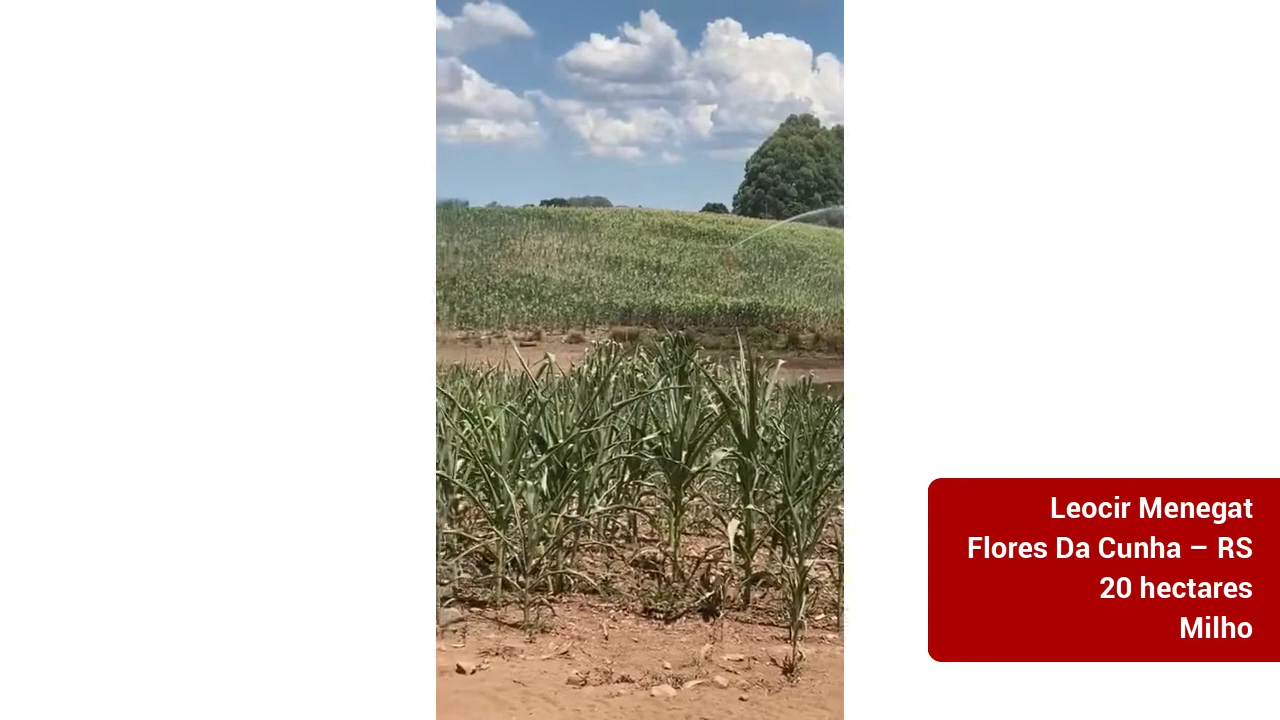 Leocir Menegat
Flores Da Cunha – RS
20 hectares
Milho